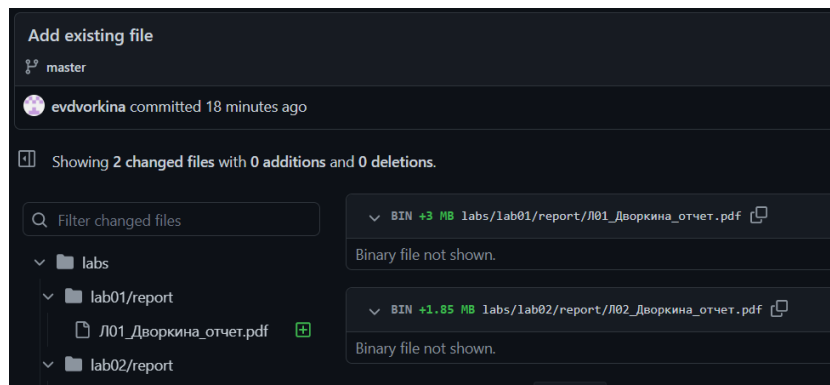 Add existing file
master
evdvorkina committed 18 minutes ago
Showing 2 changed files with 0 additions and 0 deletions.
Filter changed files
labs
lab01/report
Л01_Дворкина_отчет.pdf
lab02/report
BIN +3 MB labs/lab01/report/Л01_Дворкина_отчет.pdf
Binary file not shown.
BIN +1.85 MB labs/lab02/report/Л02_Дворкина_отчет.pdf
Binary file not shown.